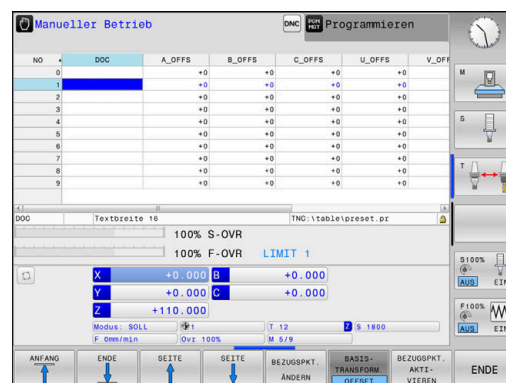 Manueller Betrieb DNC PGM MGT Programmieren
NO DOC A_OFFS B_OFFS C_OFFS U_OFFS V_OFF
0 +0 +0 +0 +0
1 +0 +0 +0 +0
2 +0 +0 +0 +0
3 +0 +0 +0 +0
4 +0 +0 +0 +0
5 +0 +0 +0 +0
6 +0 +0 +0 +0
7 +0 +0 +0 +0
8 +0 +0 +0 +0
9 +0 +0 +0 +0
M
S
T
DOC Textbreite 16 TNC:\table\preset.pr
100% S-OVR
100% F-OVR LIMIT 1
S100%
AUS EIN
X +0.000 B +0.000
Y +0.000 C +0.000
Z +110.000
Modus: SOLL 1 T 12 Z S 1800
F 0mm/min Ovr 100% M 5/9
F100%
AUS EIN
ANFANG ENDE SEITE SEITE
BEZUGSPKT. ÄNDERN
BASIS-TRANSFORM. OFFSET
BEZUGSPKT. AKTI-VIEREN
ENDE